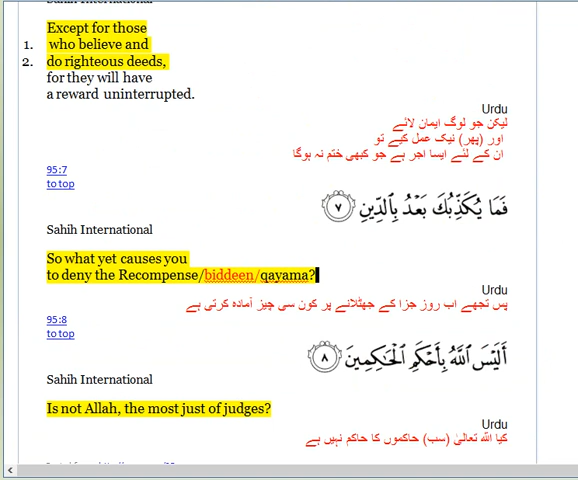 Sahih International
Except for those
1. who believe and
2. do righteous deeds,
for they will have
a reward uninterrupted.
Urdu
لیکن جو لوگ ایمان لائے
اور (پھر) نیک عمل کیے تو
ان کے لئے ایسا اجر ہے جو کبھی ختم نہ ہوگا
95:7
to top
فَمَا يُكَذِّبُكَ بَعْدُ بِالدِّينِ ﴿٧﴾
Sahih International
So what yet causes you
to deny the Recompense/biddeen/qayama?
Urdu
پس تجھے اب روز جزا کے جھٹلانے پر کون سی چیز آمادہ کرتی ہے
95:8
to top
أَلَيْسَ اللَّهُ بِأَحْكَمِ الْحَاكِمِينَ ﴿٨﴾
Sahih International
Is not Allah, the most just of judges?
Urdu
کیا اللہ تعالیٰ (سب) حاکموں کا حاکم نہیں ہے